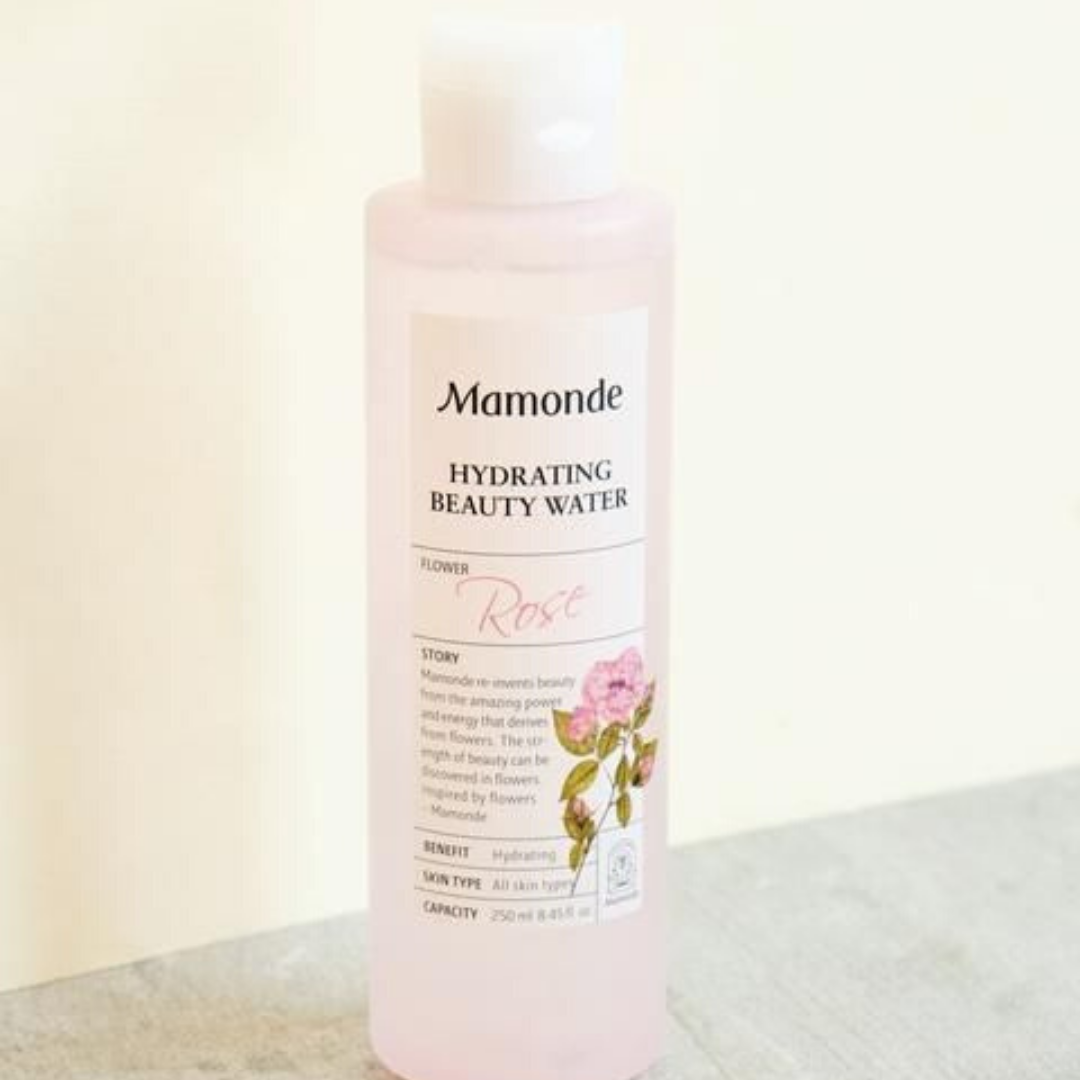 Mamonde
HYDRATING
BEAUTY WATER
FLOWER
Rose
STORY
Mamonde re-invents beauty
from the amazing power
and energy that derives
from flowers. The str-
ength of beauty can be
discovered in flowers
inspired by flowers
- Mamonde
BENEFIT Hydrating
SKIN TYPE All skin types
CAPACITY 250 ml 8.45 fl oz